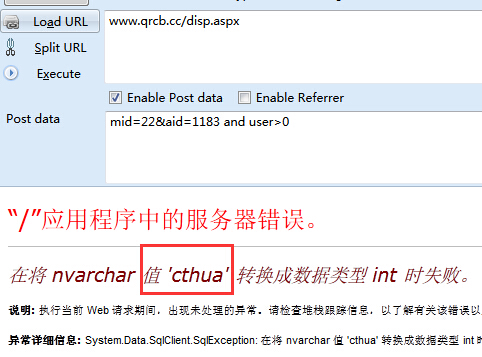 Load URL
www.qrcb.cc/disp.aspx
Split URL
Execute
Enable Post data Enable Referrer
Post data
mid=22&aid=1183 and user>0
“/”应用程序中的服务器错误。
在将 nvarchar 值 'cthua' 转换成数据类型 int 时失败。
说明: 执行当前 Web 请求期间，出现未处理的异常。请检查堆栈跟踪信息，以了解有关该错误以
异常详细信息: System.Data.SqlClient.SqlException: 在将 nvarchar 值 'cthua' 转换成数据类型 int